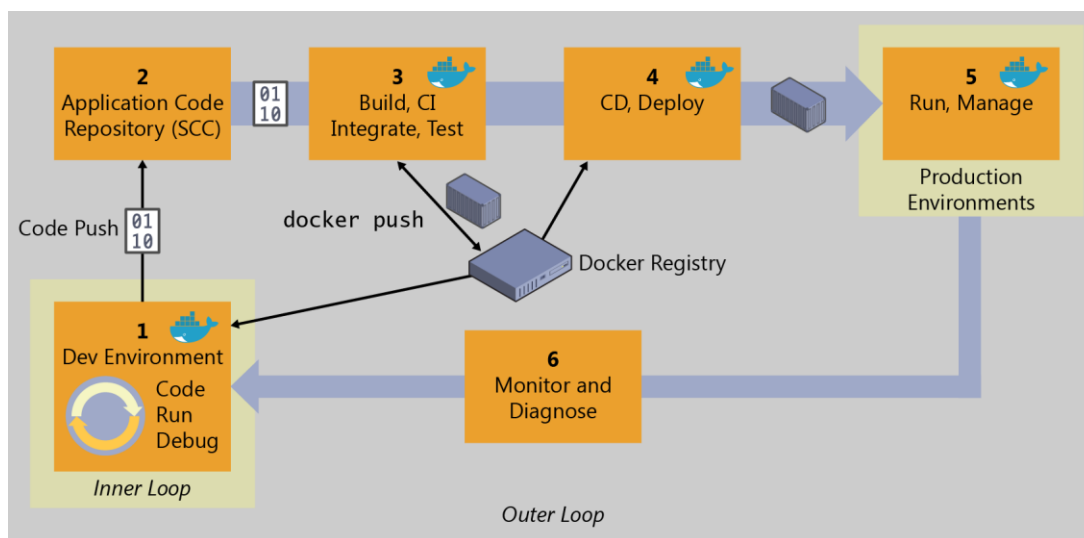 2
Application Code
Repository (SCC)
01
10
3
Build, CI
Integrate, Test
4
CD, Deploy
5
Run, Manage
Production
Environments
Code Push
01
10
docker push
Docker Registry
1
Dev Environment
Code
Run
Debug
Inner Loop
6
Monitor and
Diagnose
Outer Loop